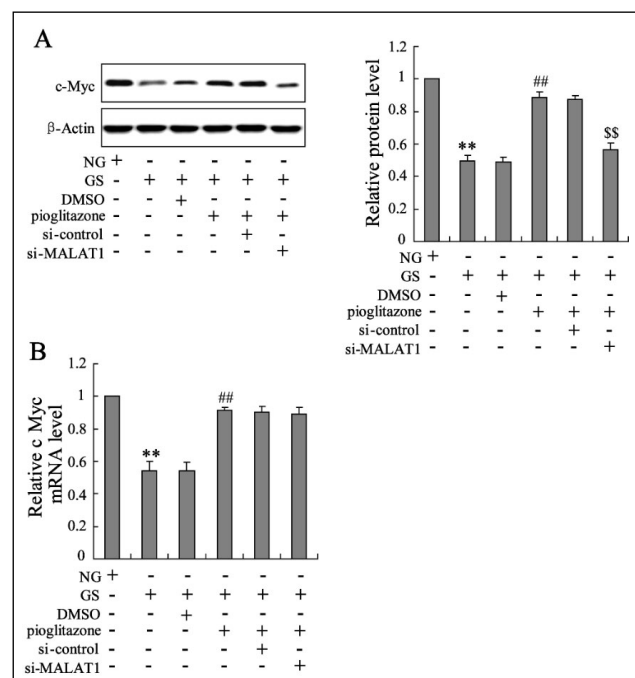 A
c-Myc
β-Actin
NG + - - - - -
GS - + + + + +
DMSO - - + - - -
pioglitazone - - - + + +
si-control - - - - + -
si-MALAT1 - - - - - +
Relative protein level
1.2
1
0.8
0.6
0.4
0.2
0
**
##
$$
NG + - - - - -
GS - + + + + +
DMSO - - + - - -
pioglitazone - - - + + +
si-control - - - - + -
si-MALAT1 - - - - - +
B
Relative c Myc
mRNA level
1.2
1
0.8
0.6
0.4
0.2
0
**
##
NG + - - - - -
GS - + + + + +
DMSO - - + - - -
pioglitazone - - - + + +
si-control - - - - + -
si-MALAT1 - - - - - +